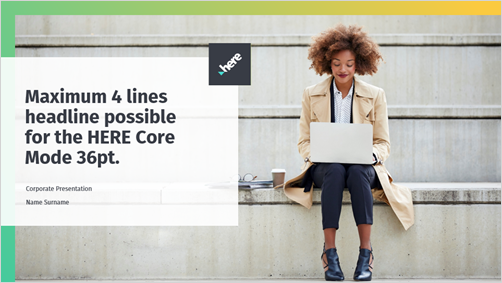 here
Maximum 4 lines
headline possible
for the HERE Core
Mode 36pt.
Corporate Presentation
Name Surname